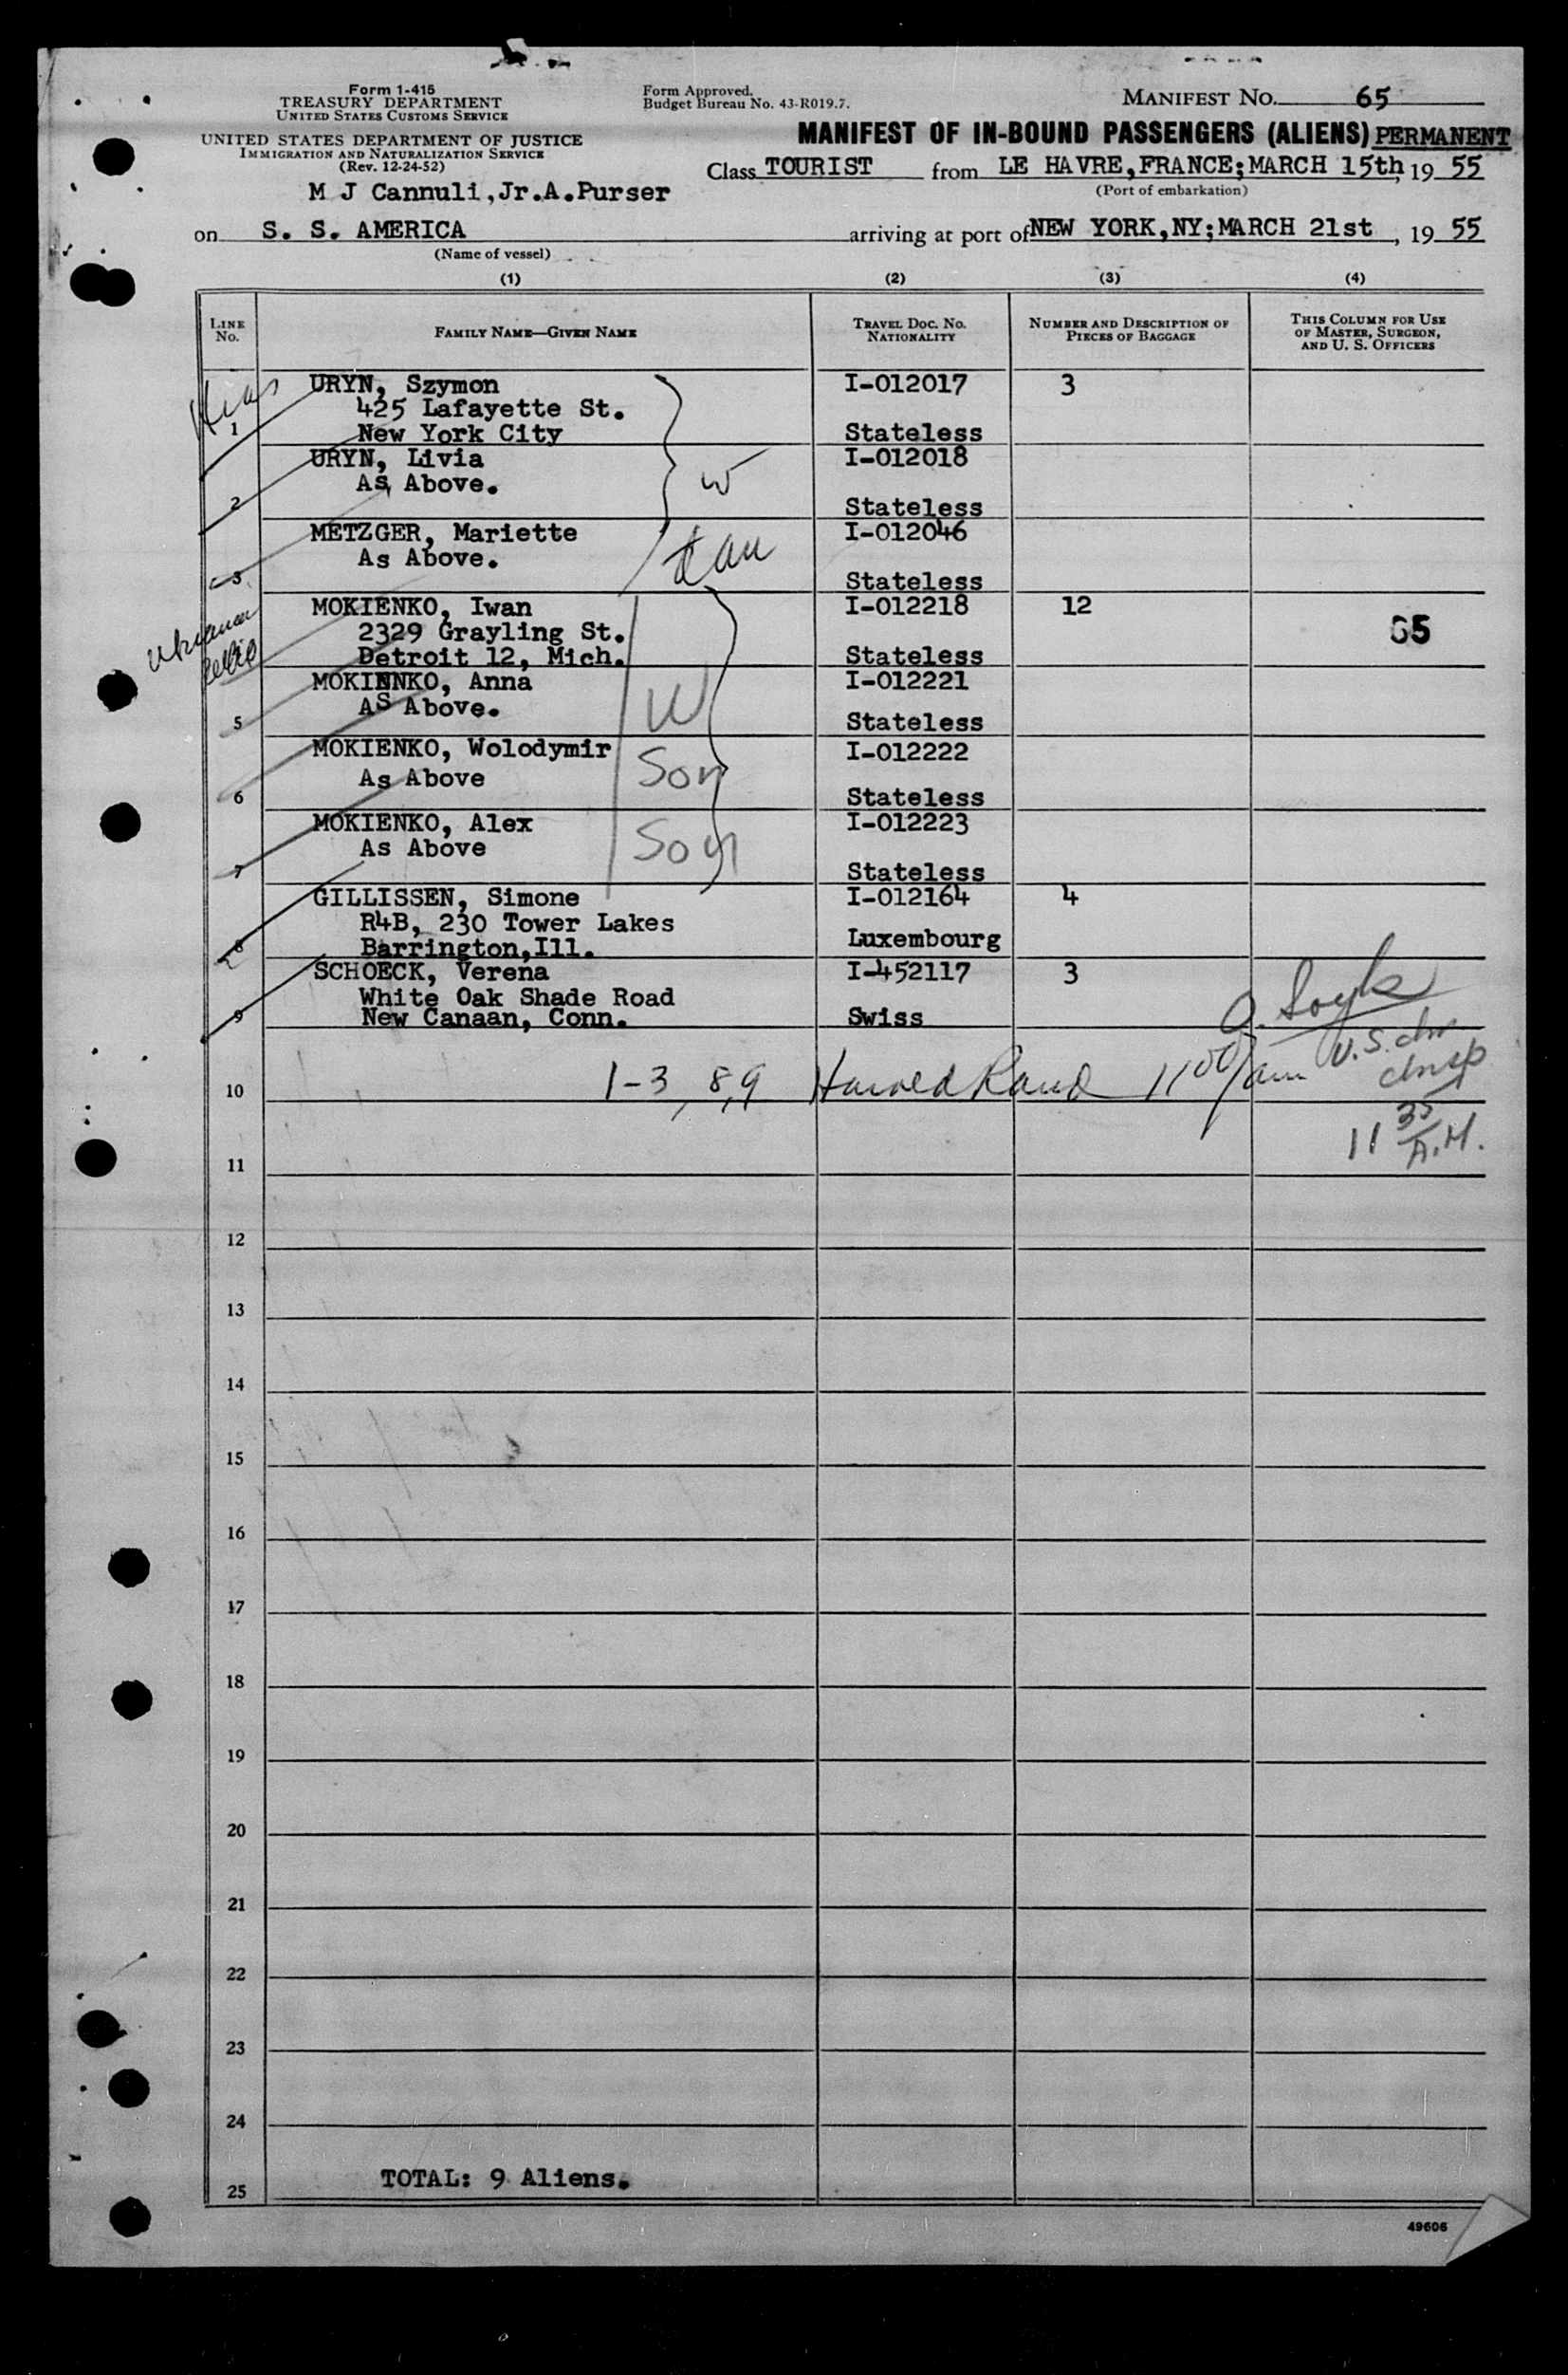 Form 1-415
TREASURY DEPARTMENT
UNITED STATES CUSTOMS SERVICE
UNITED STATES DEPARTMENT OF JUSTICE
IMMIGRATION AND NATURALIZATION SERVICE
(Rev. 12-24-52)
Form Approved.
Budget Bureau No. 43-R019.7.
MANIFEST NO. 65
MANIFEST OF IN-BOUND PASSENGERS (ALIENS) PERMANENT
Class TOURIST from LE HAVRE,FRANCE;MARCH 15th, 19 55
(Port of embarkation)
M J Cannuli,Jr.A.Purser
on S. S. AMERICA arriving at port of NEW YORK,NY;MARCH 21st, 19 55
(Name of vessel)
(1) (2) (3) (4)
LINE No. FAMILY NAME—GIVEN NAME TRAVEL DOC. NO. NATIONALITY NUMBER AND DESCRIPTION OF PIECES OF BAGGAGE THIS COLUMN FOR USE OF MASTER, SURGEON, AND U. S. OFFICERS
1 URYN, Szymon I-012017 3
425 Lafayette St.
New York City Stateless
2 URYN, Livia I-012018
As Above. W
Stateless
3 METZGER, Mariette I-012046
As Above.
Stateless
MOKIENKO, Iwan I-012218 12
2329 Grayling St. 65
Detroit 12, Mich. Stateless
5 MOKIENKO, Anna I-012221
AS Above. W
Stateless
6 MOKIENKO, Wolodymir I-012222
As Above Son
Stateless
7 MOKIENKO, Alex I-012223
As Above Son
Stateless
8 GILLISSEN, Simone I-012164 4
R4B, 230 Tower Lakes
Barrington,Ill. Luxembourg
9 SCHOECK, Verena I-452117 3
White Oak Shade Road
New Canaan, Conn. Swiss
U.S.
10 1-3, 8,9 Harold Rand 11 00/am
11 35 A.M.
11
12
13
14
15
16
17
18
19
20
21
22
23
24
25 TOTAL: 9 Aliens.
49606